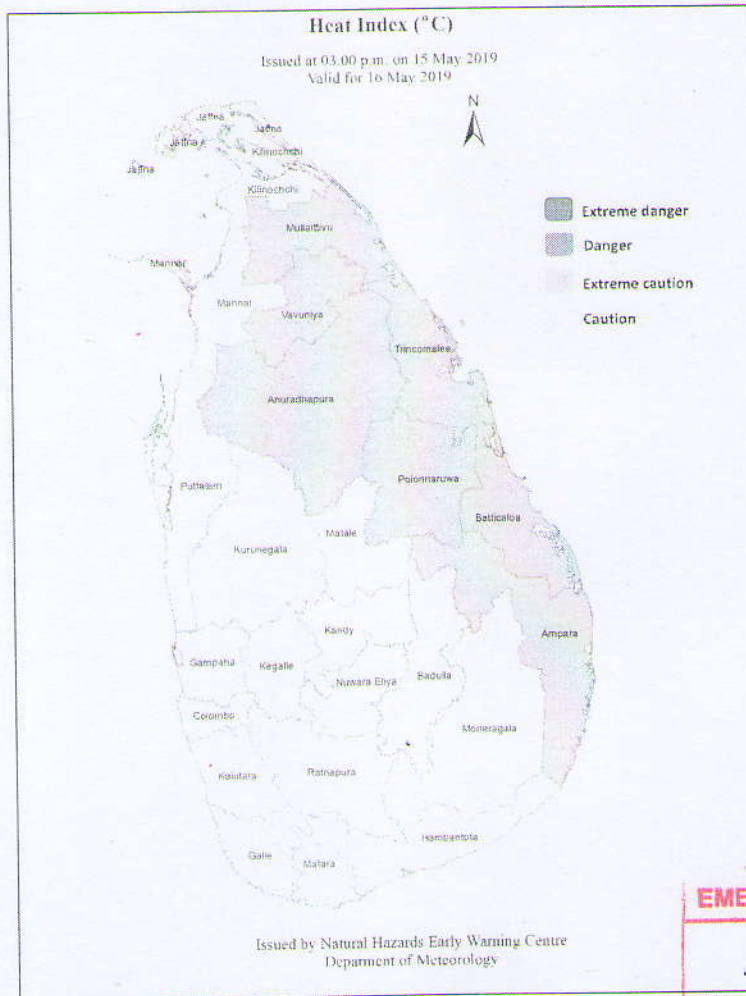 Heat Index (°C)
Issued at 03.00 p.m. on 15 May 2019
Valid for 16 May 2019
N
Jaffna
Jaffna
Jaffna
Kilinochchi
Jaffna
Kilinochchi
Mullaitivu
Mannar
Mannar
Vavuniya
Trincomalee
Anuradhapura
Polonnaruwa
Puttalam
Batticaloa
Matale
Kurunegala
Kandy
Ampara
Gampaha
Kegalle
Nuwara Eliya
Badulla
Colombo
Moneragala
Kalutara
Ratnapura
Hambantota
Galle
Matara
Extreme danger
Danger
Extreme caution
Caution
EME
Issued by Natural Hazards Early Warning Centre
Deparment of Meteorology